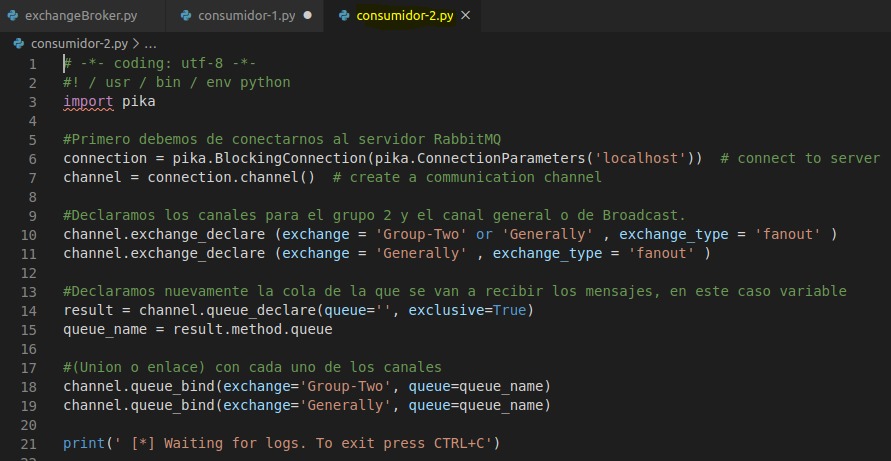 exchangeBroker.py consumidor-1.py consumidor-2.py
consumidor-2.py > ...
1 # -*- coding: utf-8 -*-
2 #! / usr / bin / env python
3 import pika
4
5 #Primero debemos de conectarnos al servidor RabbitMQ
6 connection = pika.BlockingConnection(pika.ConnectionParameters('localhost')) # connect to server
7 channel = connection.channel() # create a communication channel
8
9 #Declaramos los canales para el grupo 2 y el canal general o de Broadcast.
10 channel.exchange_declare (exchange = 'Group-Two' or 'Generally' , exchange_type = 'fanout' )
11 channel.exchange_declare (exchange = 'Generally' , exchange_type = 'fanout' )
12
13 #Declaramos nuevamente la cola de la que se van a recibir los mensajes, en este caso variable
14 result = channel.queue_declare(queue='', exclusive=True)
15 queue_name = result.method.queue
16
17 #(Union o enlace) con cada uno de los canales
18 channel.queue_bind(exchange='Group-Two', queue=queue_name)
19 channel.queue_bind(exchange='Generally', queue=queue_name)
20
21 print(' [*] Waiting for logs. To exit press CTRL+C')